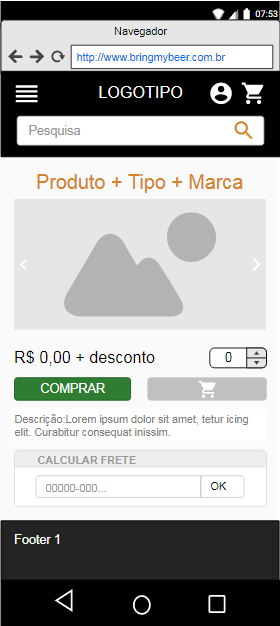 07:53
Navegador
http://www.bringmybeer.com.br
LOGOTIPO
Pesquisa
Produto + Tipo + Marca
R$ 0,00 + desconto
0
COMPRAR
Descrição:Lorem ipsum dolor sit amet, tetur icing
elit. Curabitur consequat inissim.
CALCULAR FRETE
00000-000...
OK
Footer 1